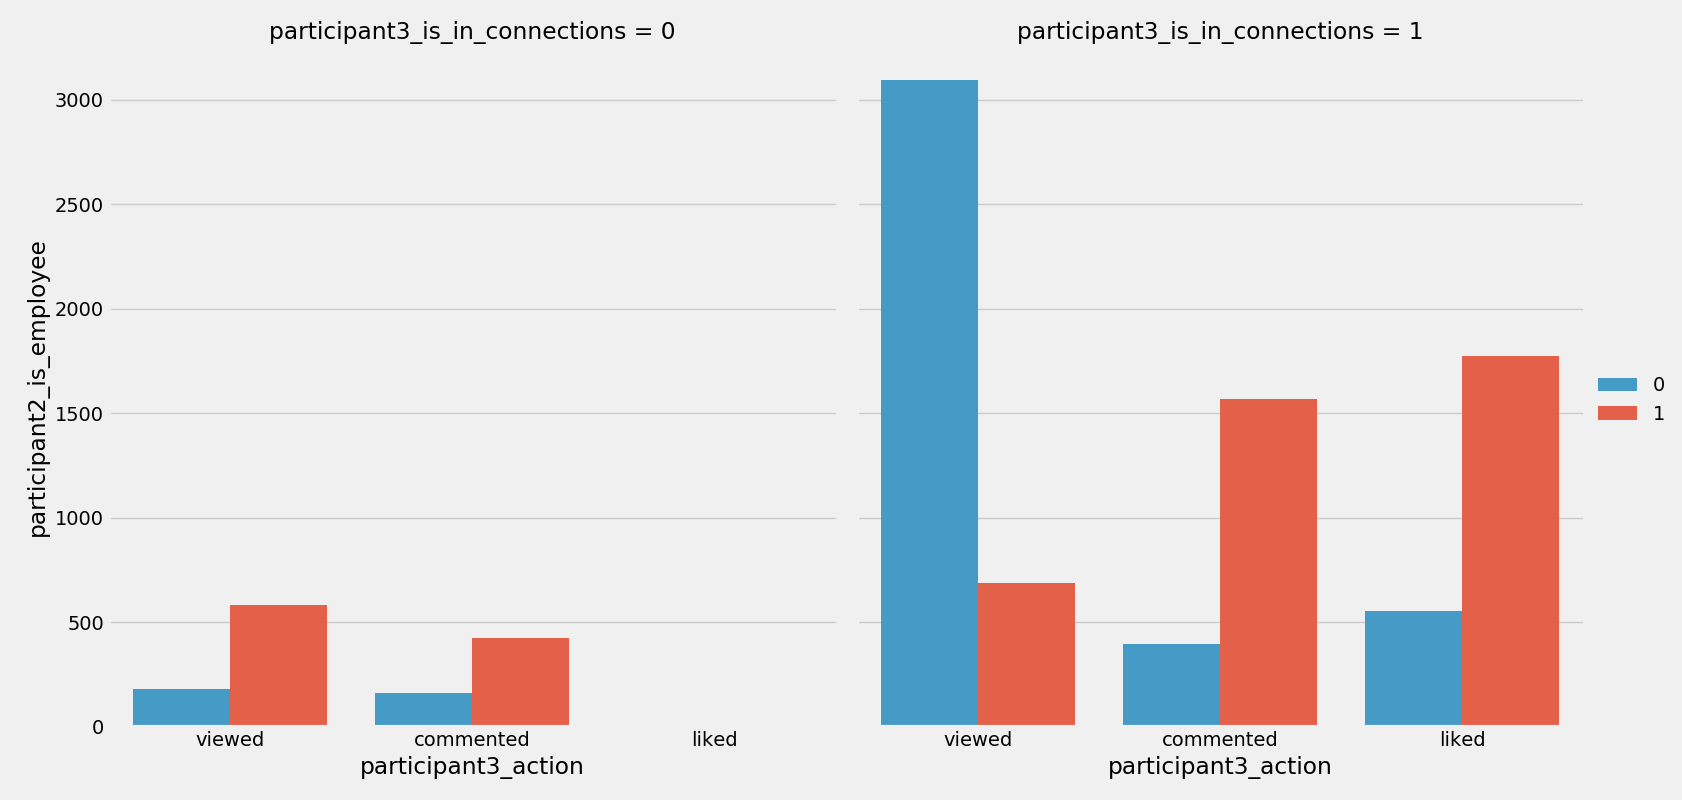 participant3_is_in_connections = 0
participant3_is_in_connections = 1
participant2_is_employee
3000
2500
2000
1500
1000
500
0
viewed
commented
liked
participant3_action
viewed
commented
liked
participant3_action
0
1